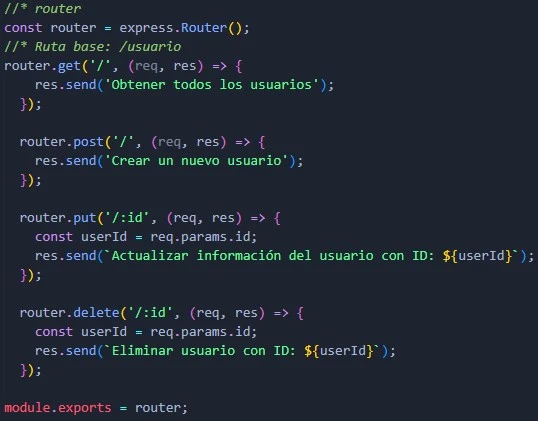 //* router
const router = express.Router();
//* Ruta base: /usuario
router.get('/', (req, res) => {
    res.send('Obtener todos los usuarios');
  });

  router.post('/', (req, res) => {
    res.send('Crear un nuevo usuario');
  });

  router.put('/:id', (req, res) => {
    const userId = req.params.id;
    res.send(`Actualizar información del usuario con ID: ${userId}`);
  });

  router.delete('/:id', (req, res) => {
    const userId = req.params.id;
    res.send(`Eliminar usuario con ID: ${userId}`);
  });

module.exports = router;